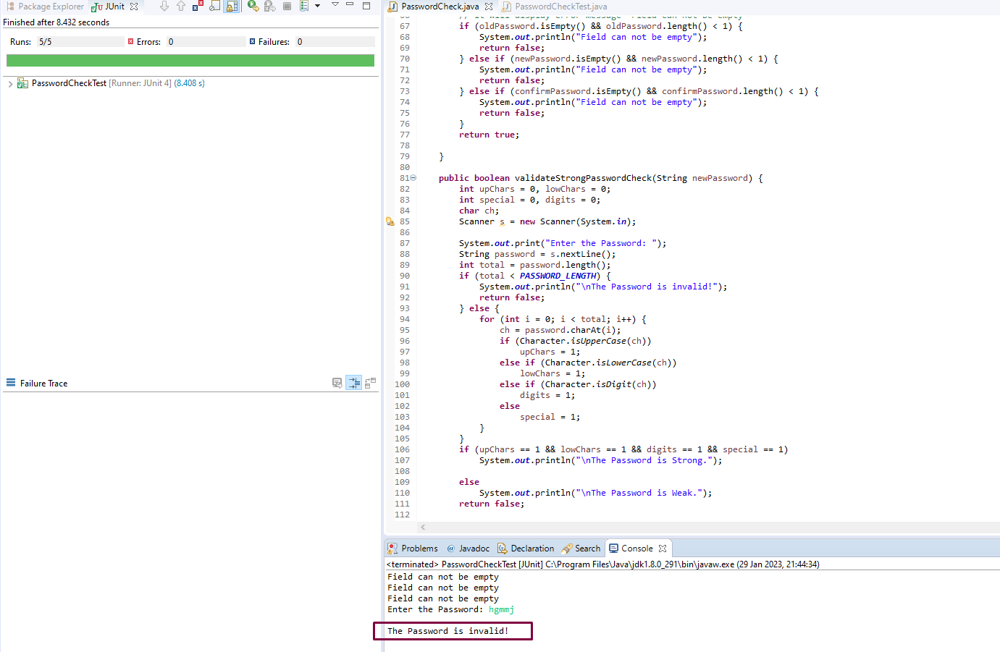 Package Explorer JUnit
Finished after 8.432 seconds
Runs: 5/5 Errors: 0 Failures: 0
PasswordCheckTest [Runner: JUnit 4] (8.408 s)
Failure Trace
PasswordCheck.java PasswordCheckTest.java
// it will display error message Field can not be empty
67 if (oldPassword.isEmpty() && oldPassword.length() < 1) {
68 System.out.println("Field can not be empty");
69 return false;
70 } else if (newPassword.isEmpty() && newPassword.length() < 1) {
71 System.out.println("Field can not be empty");
72 return false;
73 } else if (confirmPassword.isEmpty() && confirmPassword.length() < 1) {
74 System.out.println("Field can not be empty");
75 return false;
76 }
77 return true;
78
79 }
80
81 public boolean validateStrongPasswordCheck(String newPassword) {
82 int upChars = 0, lowChars = 0;
83 int special = 0, digits = 0;
84 char ch;
85 Scanner s = new Scanner(System.in);
86
87 System.out.print("Enter the Password: ");
88 String password = s.nextLine();
89 int total = password.length();
90 if (total < PASSWORD_LENGTH) {
91 System.out.println("\nThe Password is invalid!");
92 return false;
93 } else {
94 for (int i = 0; i < total; i++) {
95 ch = password.charAt(i);
96 if (Character.isUpperCase(ch))
97 upChars = 1;
98 else if (Character.isLowerCase(ch))
99 lowChars = 1;
100 else if (Character.isDigit(ch))
101 digits = 1;
102 else
103 special = 1;
104 }
105 }
106 if (upChars == 1 && lowChars == 1 && digits == 1 && special == 1)
107 System.out.println("\nThe Password is Strong.");
108
109 else
110 System.out.println("\nThe Password is Weak.");
111 return false;
112
Problems @ Javadoc Declaration Search Console
<terminated> PasswordCheckTest [JUnit] C:\Program Files\Java\jdk1.8.0_291\bin\javaw.exe (29 Jan 2023, 21:44:34)
Field can not be empty
Field can not be empty
Field can not be empty
Enter the Password: hgmmj
The Password is invalid!